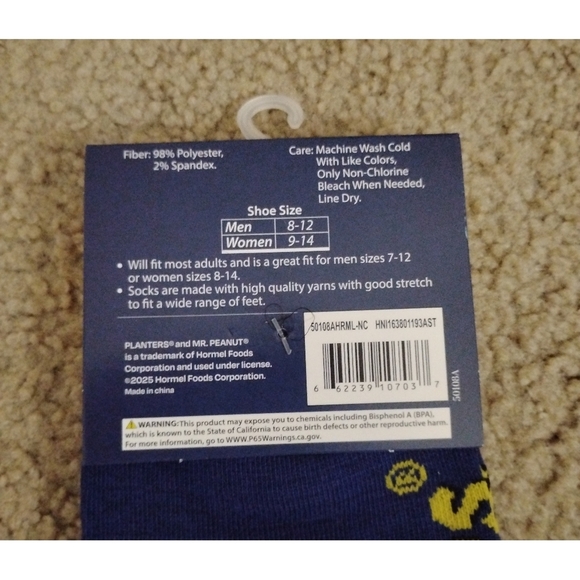 Fiber: 98% Polyester,
2% Spandex.
Care: Machine Wash Cold
With Like Colors,
Only Non-Chlorine
Bleach When Needed,
Line Dry.
Shoe Size
Men 8-12
Women 9-14
• Will fit most adults and is a great fit for men sizes 7-12
or women sizes 8-14.
• Socks are made with high quality yarns with good stretch
to fit a wide range of feet.
PLANTERS® and MR. PEANUT®
is a trademark of Hormel Foods
Corporation and used under license.
©2025 Hormel Foods Corporation.
Made in china
50108AHRML-NC HNI163801193AST
6 62239 10703 7
50108A
⚠WARNING: This product may expose you to chemicals including Bisphenol A (BPA),
which is known to the State of California to cause birth defects or other reproductive harm.
For more information, go to WWW.P65Warnings.ca.gov.